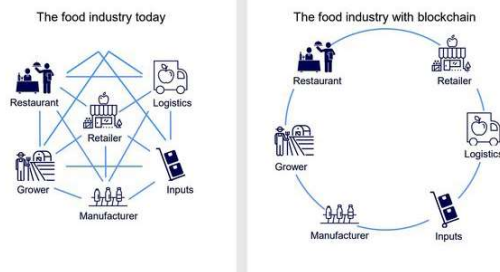 The food industry today
Restaurant
Logistics
Retailer
Grower
Inputs
Manufacturer
The food industry with blockchain
Restaurant
Retailer
Logistics
Grower
Manufacturer
Inputs